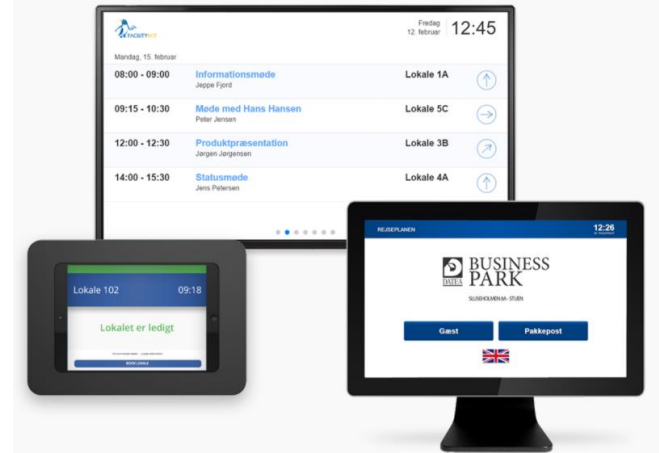 FACILITYNET
Fredag
12. februar
12:45
Mandag, 15. februar
08:00 - 09:00 Informationsmøde Lokale 1A
Jeppe Fjord
09:15 - 10:30 Møde med Hans Hansen Lokale 5C
Peter Jensen
12:00 - 12:30 Produktpræsentation Lokale 3B
Jørgen Jørgensen
14:00 - 15:30 Statusmøde Lokale 4A
Jens Petersen
Lokale 102 09:18
Lokalet er ledigt
BOOK LOKALE
REJSEPLANEN 12:26
DATEA
BUSINESS
PARK
SLUSEHOLMEN 8A - STUEN
Gæst Pakkepost